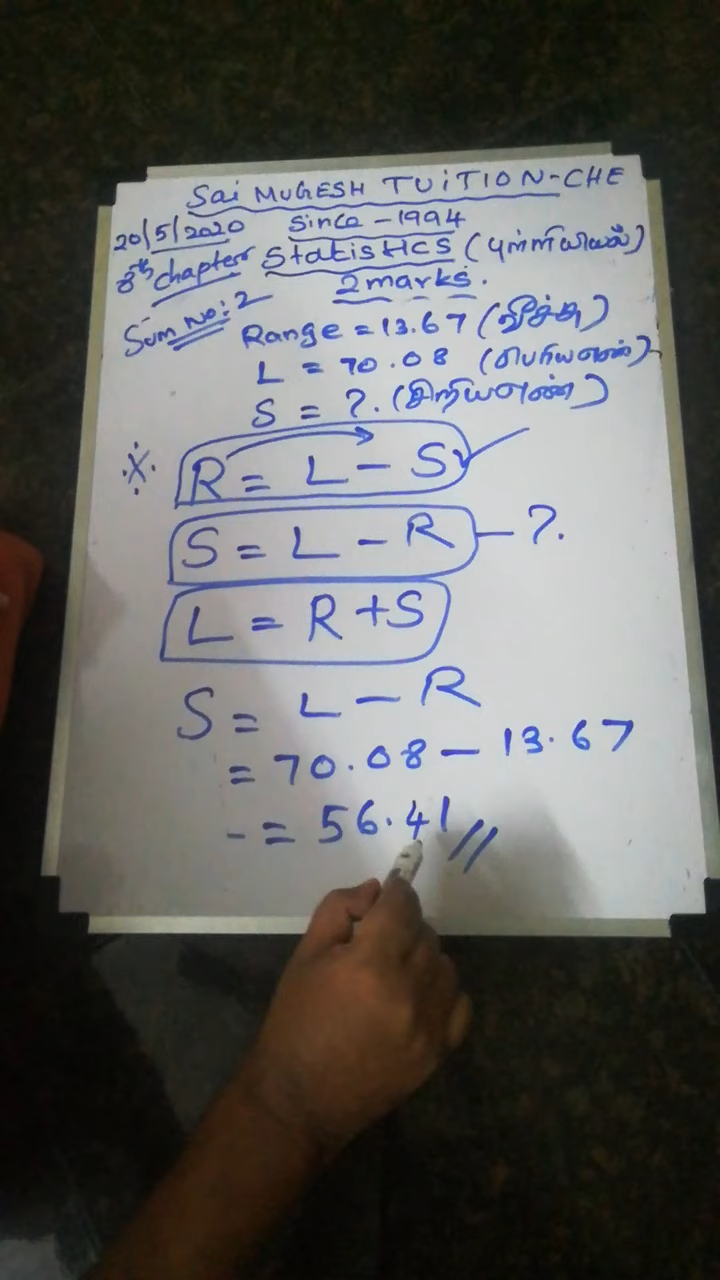 Sai MUGESH TUITION-CHE
Since -1994
20/5/2020
8th chapter Statistics (புள்ளியியல்)
2marks.
Sum No: 2
Range = 13.67 (வீச்சு)
L = 70.08 (பெரியஎண்)
S = ?. (சிறியஎண்)
R = L - S
S = L - R - ?.
L = R + S
S = L - R
= 70.08 - 13.67
- = 56.41 //